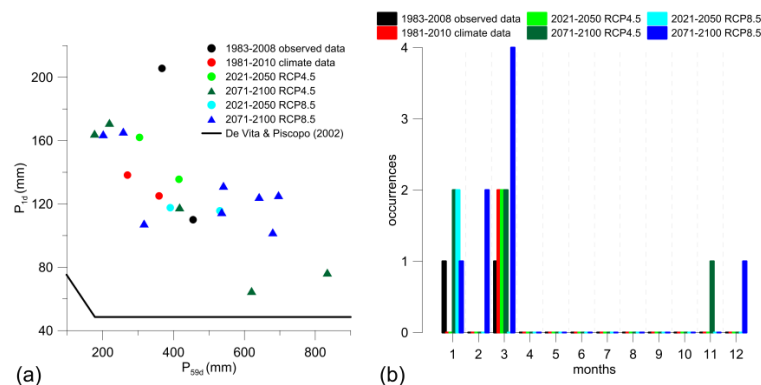 1983-2008 observed data
1981-2010 climate data
2021-2050 RCP4.5
2071-2100 RCP4.5
2021-2050 RCP8.5
2071-2100 RCP8.5
De Vita & Piscopo (2002)
200
160
120
80
40
P1d (mm)
200 400 600 800
P59d (mm)
(a)
1983-2008 observed data 2021-2050 RCP4.5 2021-2050 RCP8.5
1981-2010 climate data 2071-2100 RCP4.5 2071-2100 RCP8.5
4
3
2
1
0
occurrences
1 2 3 4 5 6 7 8 9 10 11 12
months
(b)